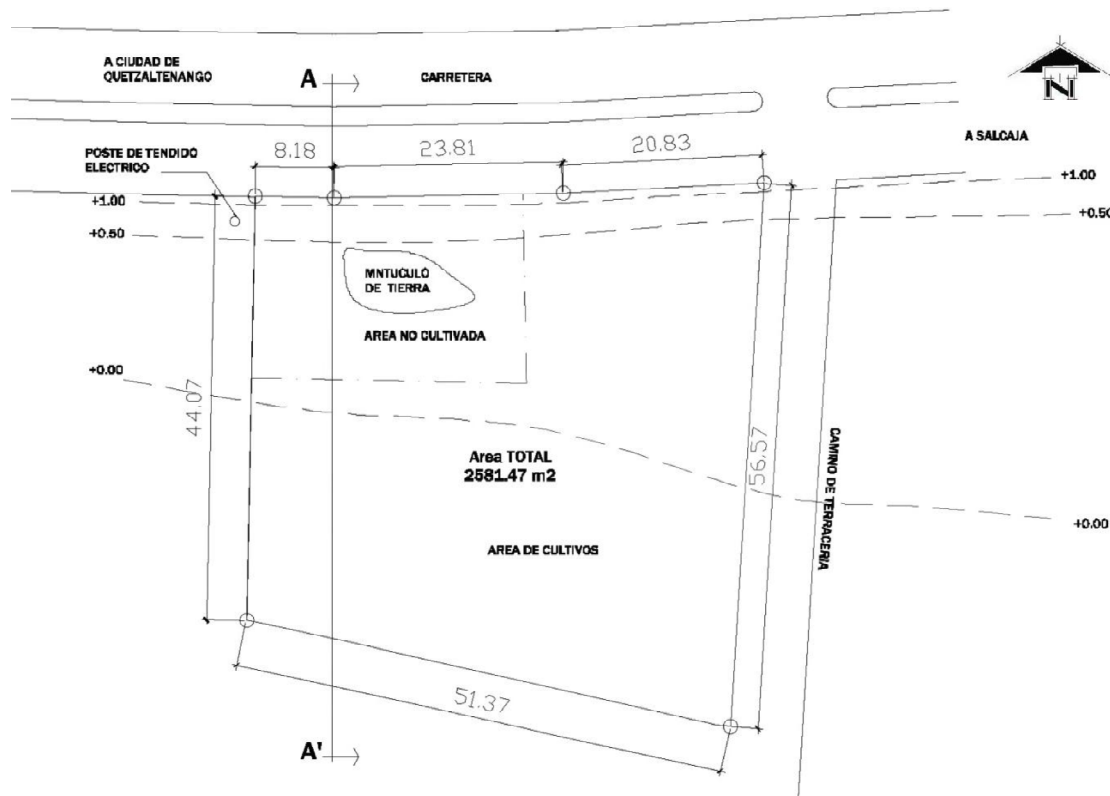 A CIUDAD DE
QUETZALTENANGO
A
CARRETERA
N
A SALCAJA
8.18
23.81
20.83
POSTE DE TENDIDO
ELECTRICO
+1.00
+1.00
+0.50
+0.50
MNTUCULO
DE TIERRA
AREA NO CULTIVADA
+0.00
44.07
Area TOTAL
2581.47 m2
56.57
CAMINO DE TERRACERIA
+0.00
AREA DE CULTIVOS
51.37
A'